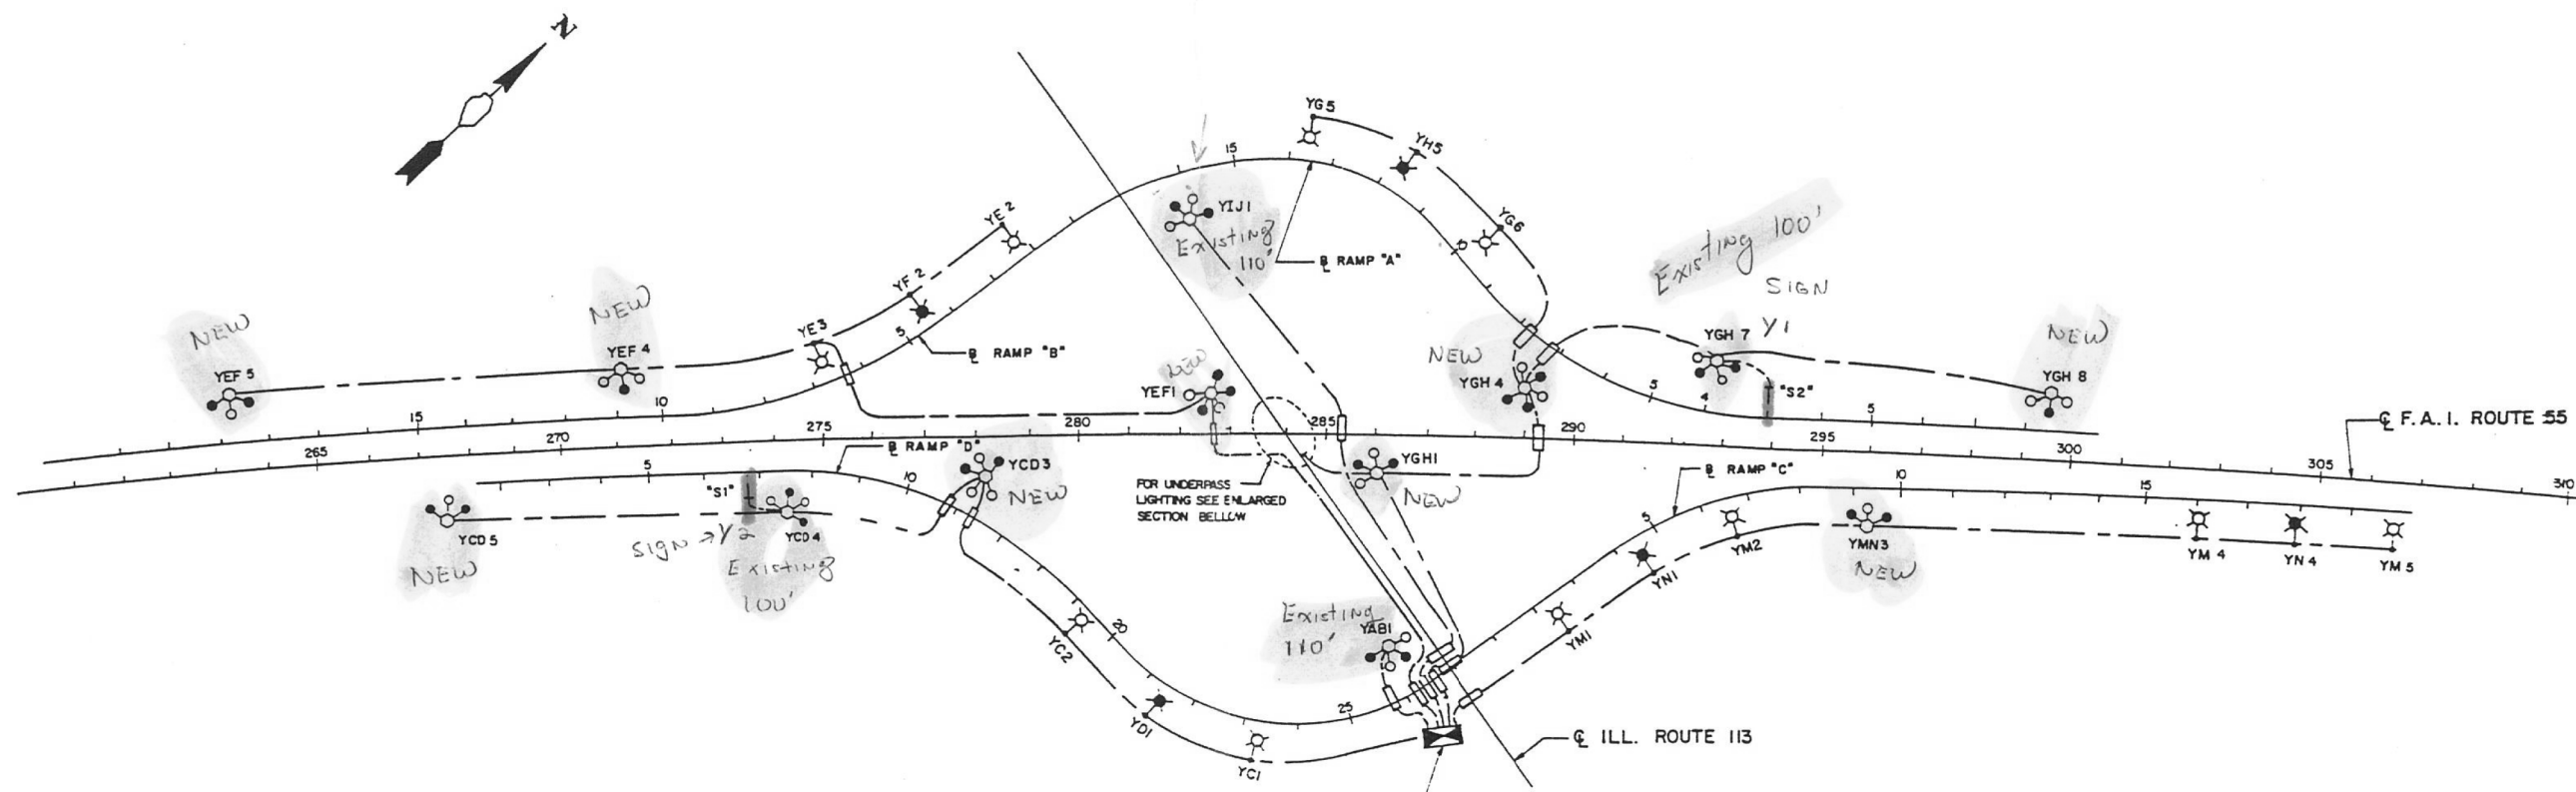 N
YG 5
YH5
15
YIJ1
Existing
110'
YG6
YE 2
10
℄ RAMP "A"
Existing 100'
SIGN
Y1
YF 2
YE3
5
℄ RAMP "B"
NEW
YEF 5
NEW
YEF 4
NEW
YEF1
NEW
YGH 4
YGH 7
"S2"
NEW
YGH 8
5
4
5
15
10
265
270
275
280
285
290
295
300
305
310
℄ F.A.I. ROUTE 55
℄ RAMP "D"
5
10
YCD3
NEW
"S1"
YCD 5
NEW
SIGN → Y2
YCD4
Existing
100'
FOR UNDERPASS
LIGHTING SEE ENLARGED
SECTION BELLOW
YGH1
NEW
℄ RAMP "C"
5
10
15
YM2
YMN3
NEW
YM 4
YN 4
YM 5
YN1
YM1
Existing
110'
YAB1
20
YC2
YD1
25
YC1
℄ ILL. ROUTE 113